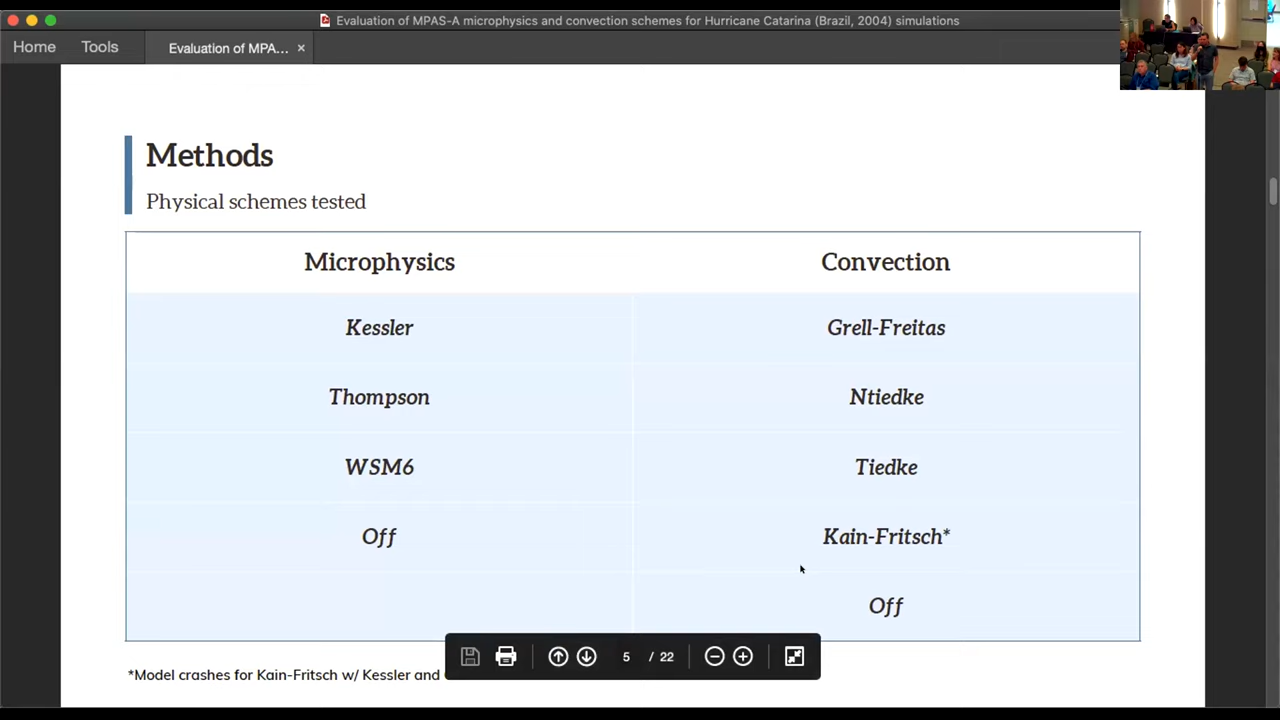 Evaluation of MPAS-A microphysics and convection schemes for Hurricane Catarina (Brazil, 2004) simulations
Home Tools Evaluation of MPA... ×
Methods
Physical schemes tested
Microphysics Convection
Kessler Grell-Freitas
Thompson Ntiedke
WSM6 Tiedke
Off Kain-Fritsch*
Off
5 / 22
*Model crashes for Kain-Fritsch w/ Kessler and